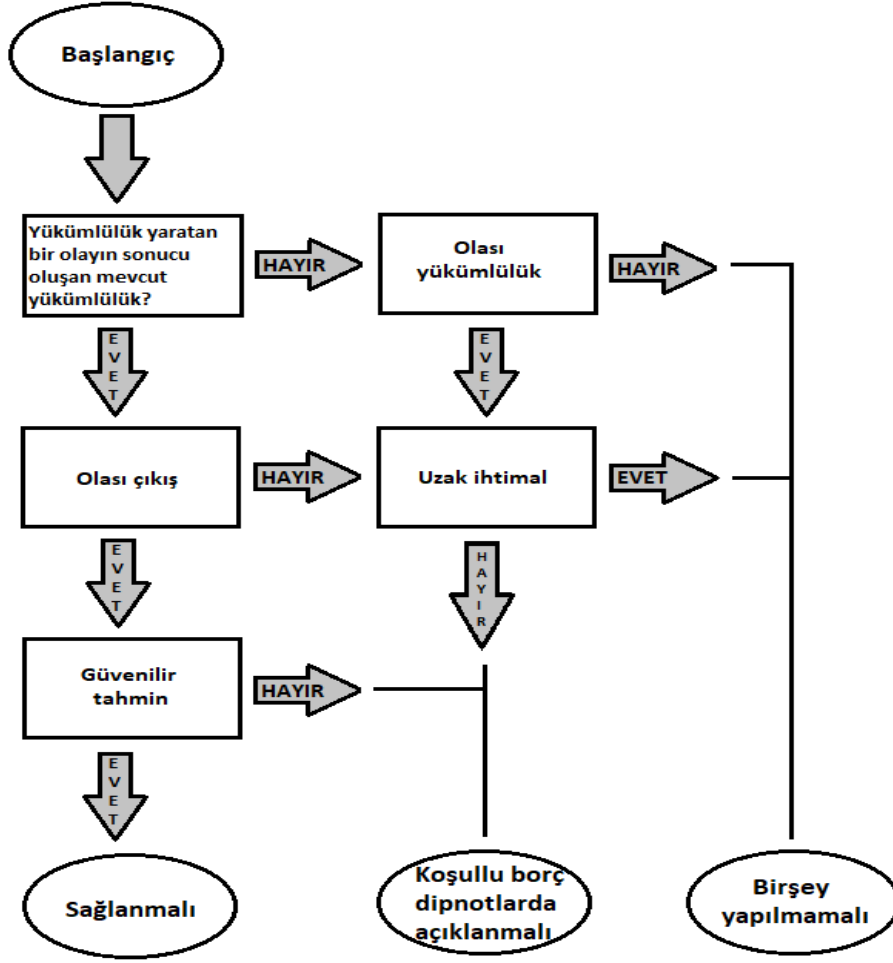 Başlangıç
Yükümlülük yaratan
bir olayın sonucu
oluşan mevcut
yükümlülük?
HAYIR
Olası
yükümlülük
HAYIR
EVET
EVET
Olası çıkış
HAYIR
Uzak ihtimal
EVET
EVET
HAYIR
Güvenilir
tahmin
HAYIR
EVET
Sağlanmalı
Koşullu borç
dipnotlarda
açıklanmalı
Birşey
yapılmamalı